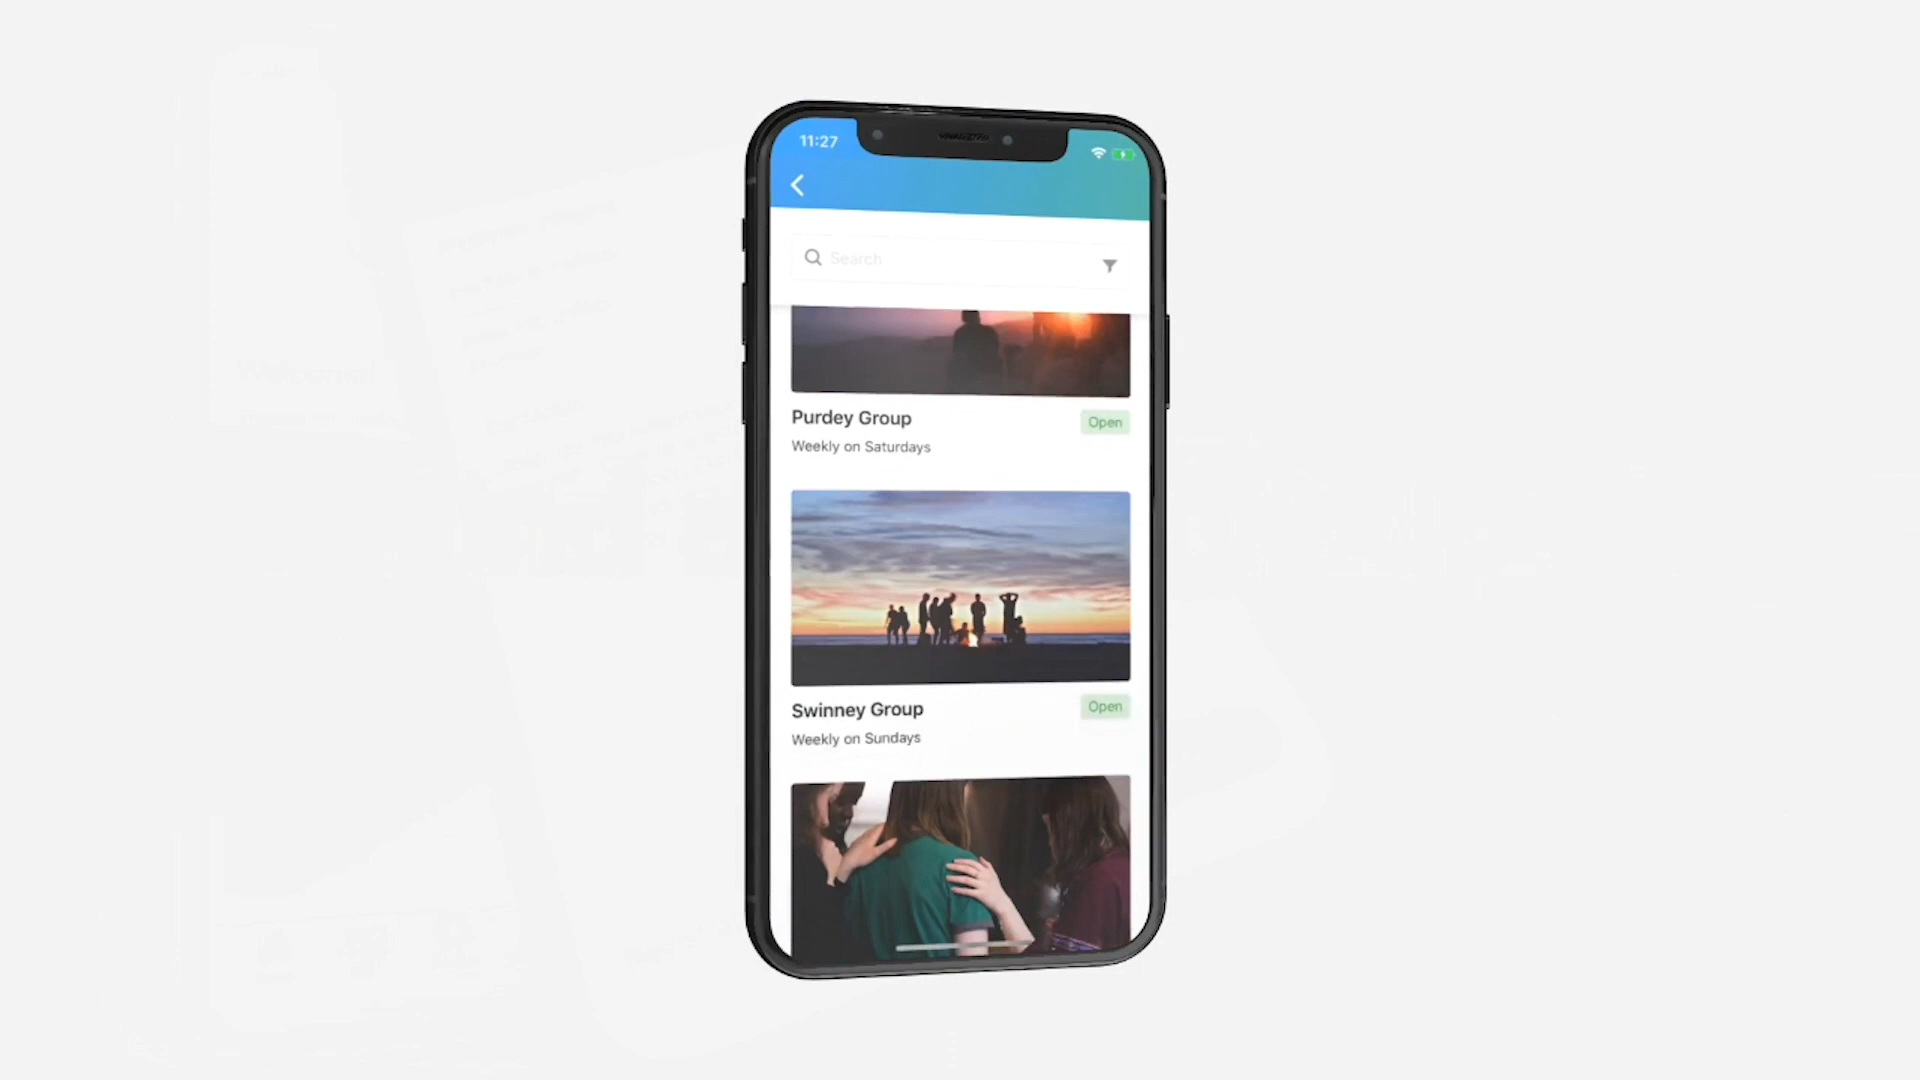 11:27
Search
Purdey Group
Open
Weekly on Saturdays
Swinney Group
Open
Weekly on Sundays